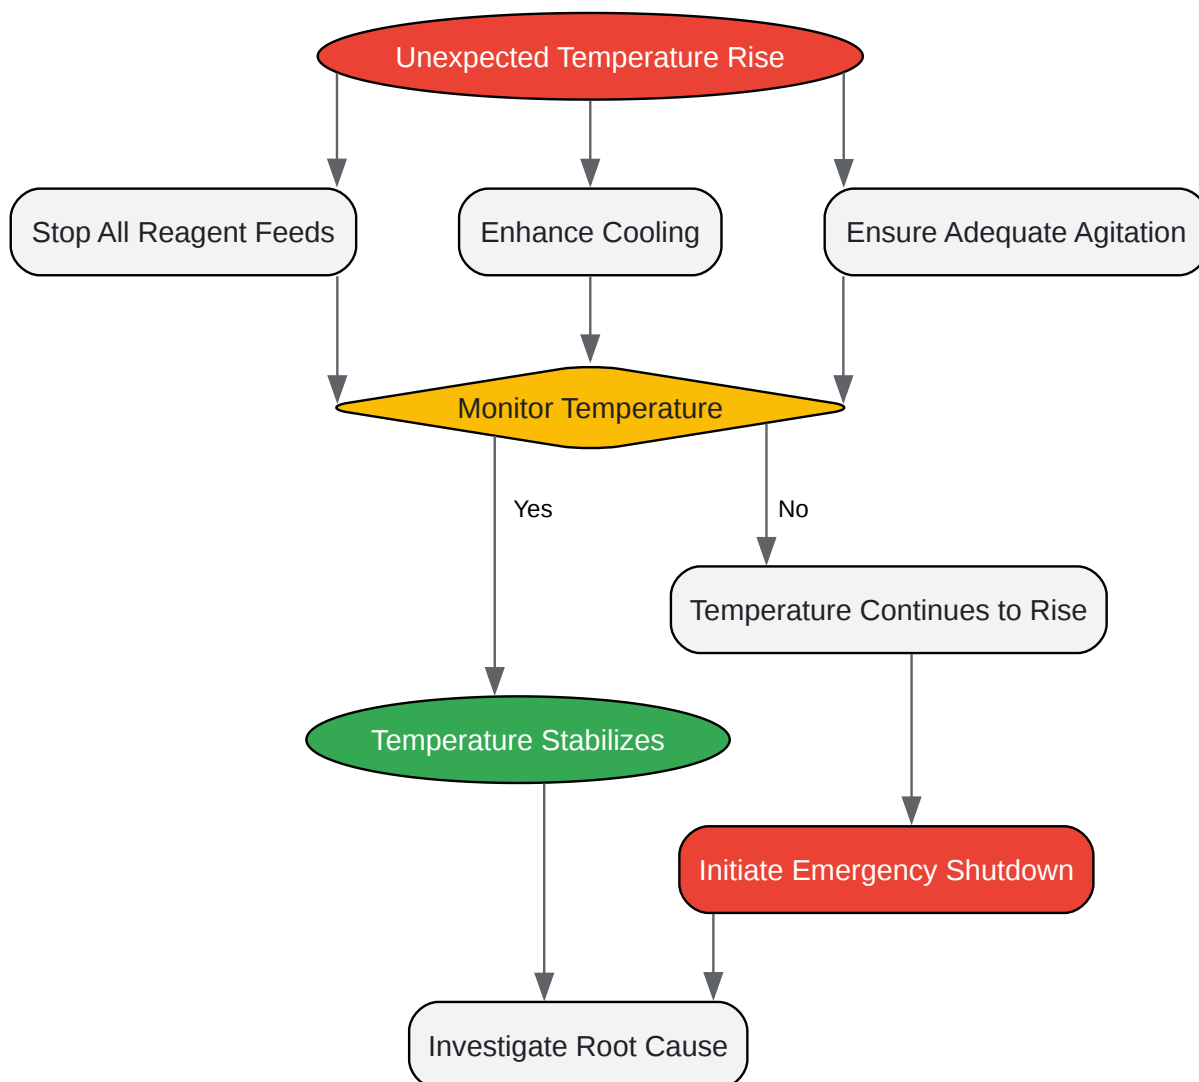 Unexpected Temperature Rise
Stop All Reagent Feeds
Enhance Cooling
Ensure Adequate Agitation
Monitor Temperature
Yes
No
Temperature Continues to Rise
Temperature Stabilizes
Initiate Emergency Shutdown
Investigate Root Cause